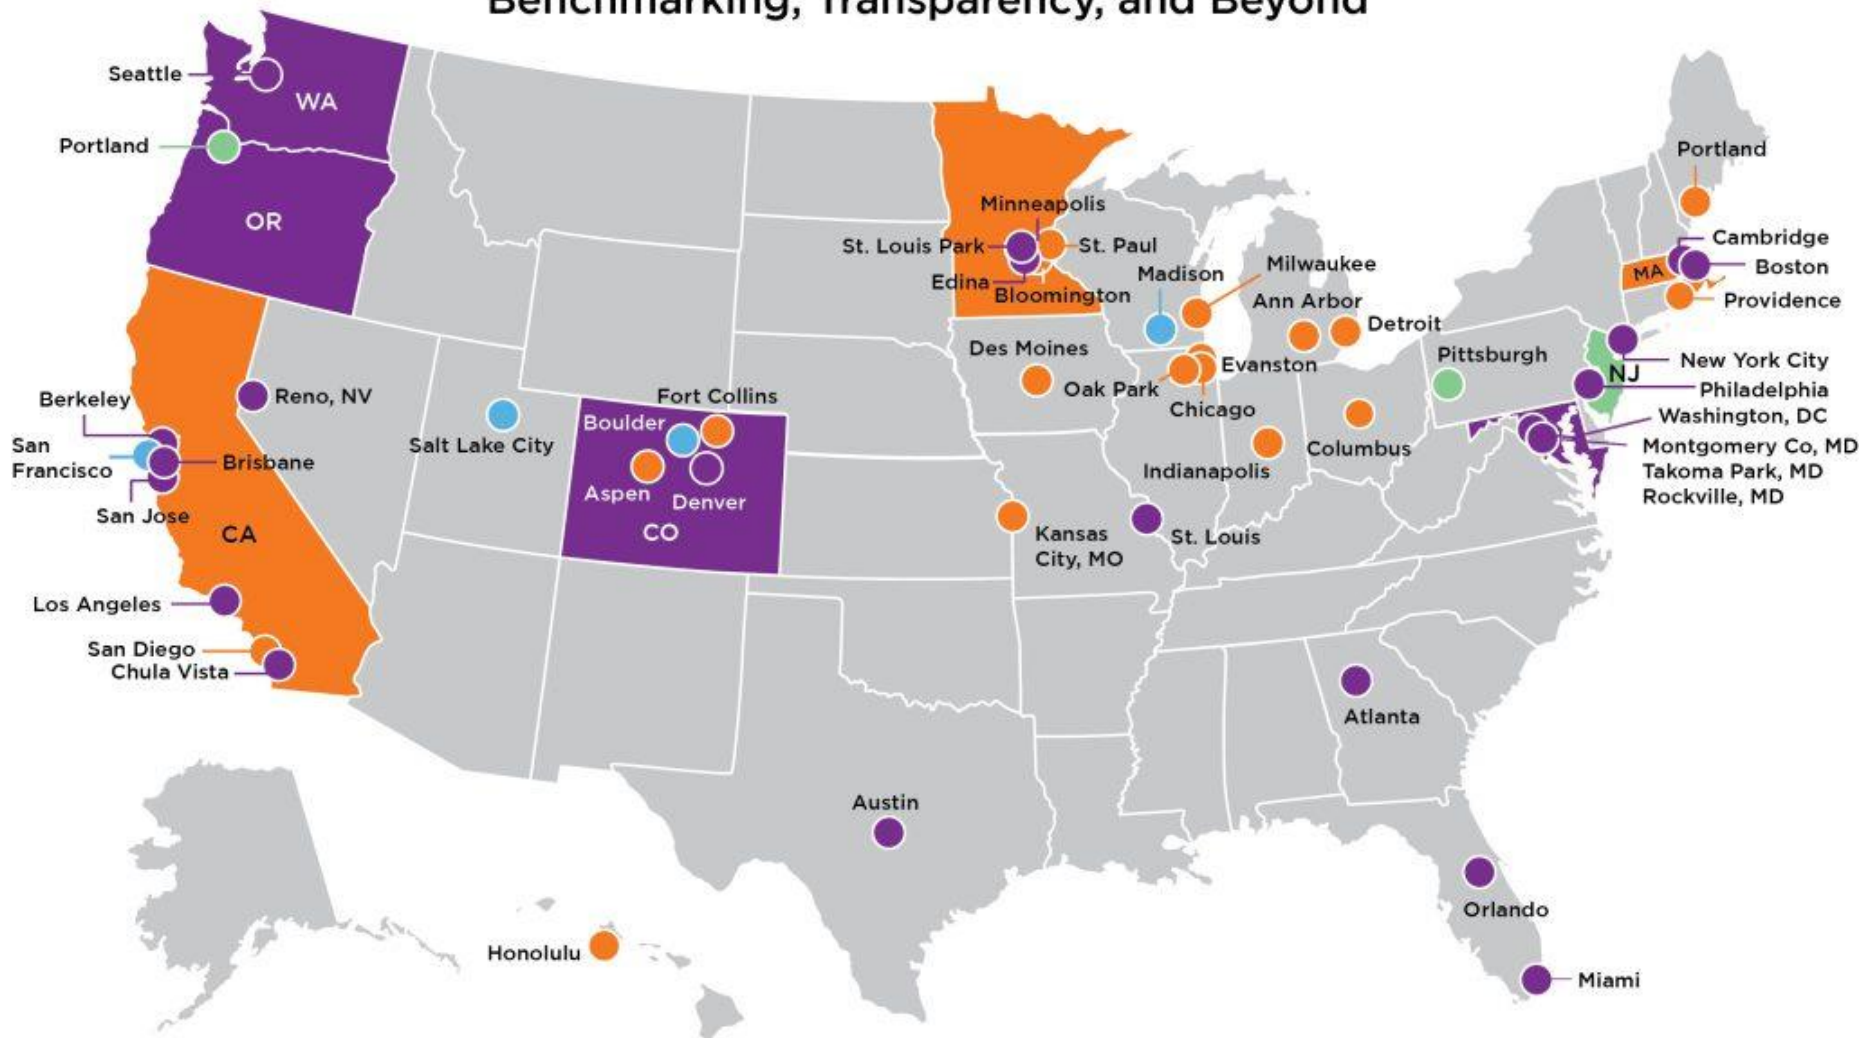 Benchmarking, Transparency, and Beyond
Seattle
WA
Portland
OR
Berkeley
San
Francisco
Brisbane
San Jose
CA
Los Angeles
San Diego
Chula Vista
Reno, NV
Salt Lake City
Fort Collins
Boulder
Aspen
Denver
CO
Minneapolis
St. Louis Park
St. Paul
Edina
Bloomington
Madison
Milwaukee
Ann Arbor
Detroit
Des Moines
Oak Park
Evanston
Chicago
Indianapolis
Columbus
Kansas
City, MO
St. Louis
Pittsburgh
Portland
Cambridge
MA
Boston
Providence
New York City
NJ
Philadelphia
Washington, DC
Montgomery Co, MD
Takoma Park, MD
Rockville, MD
Atlanta
Austin
Orlando
Miami
Honolulu